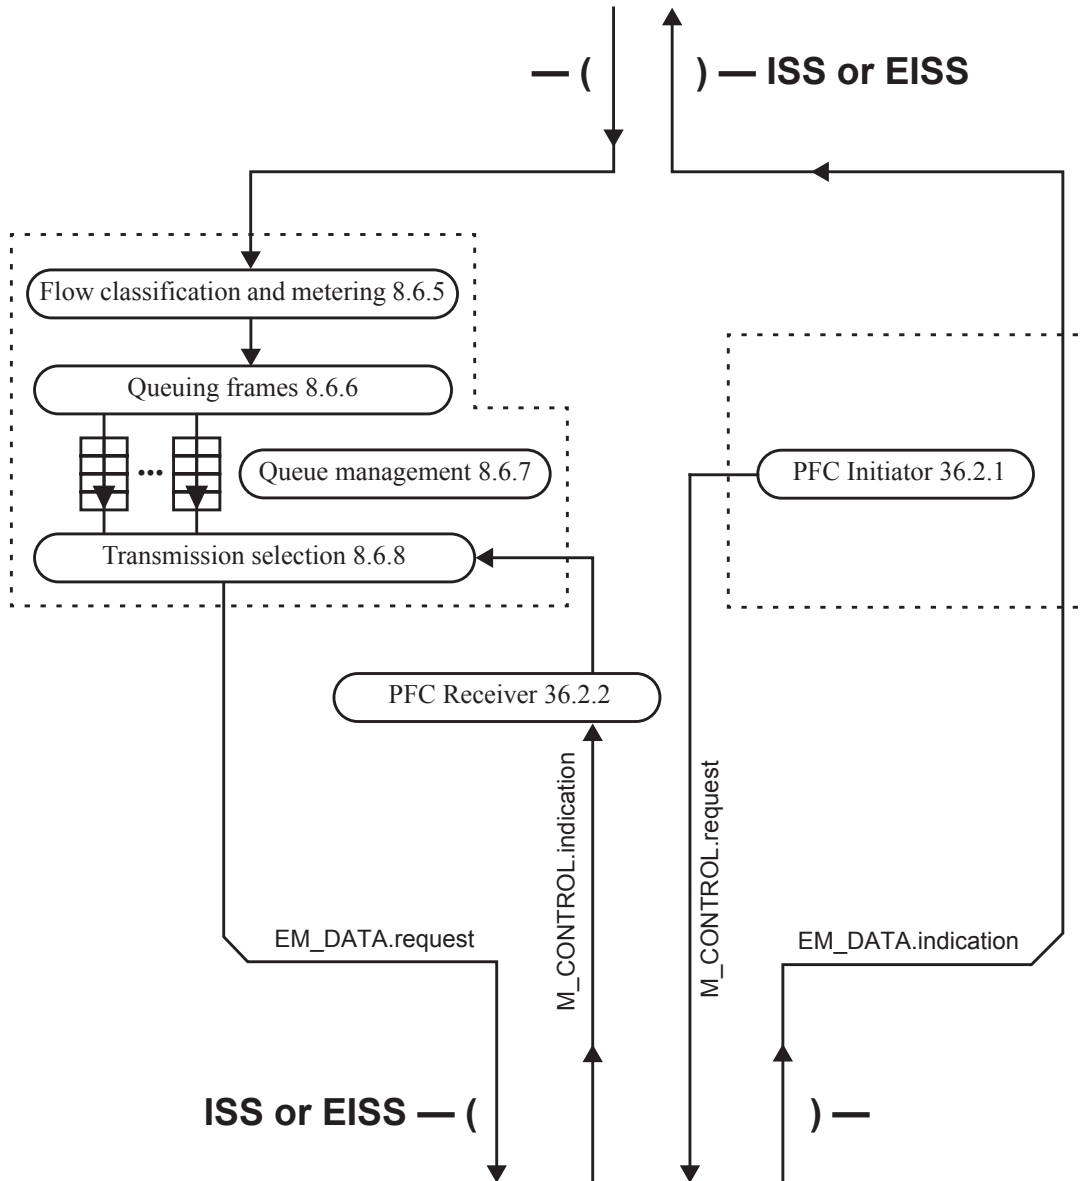 — (
) — ISS or EISS
Flow classification and metering 8.6.5
Queuing frames 8.6.6
...
Queue management 8.6.7
PFC Initiator 36.2.1
Transmission selection 8.6.8
PFC Receiver 36.2.2
M_CONTROL.indication
M_CONTROL.request
EM_DATA.request
EM_DATA.indication
ISS or EISS — (
) —